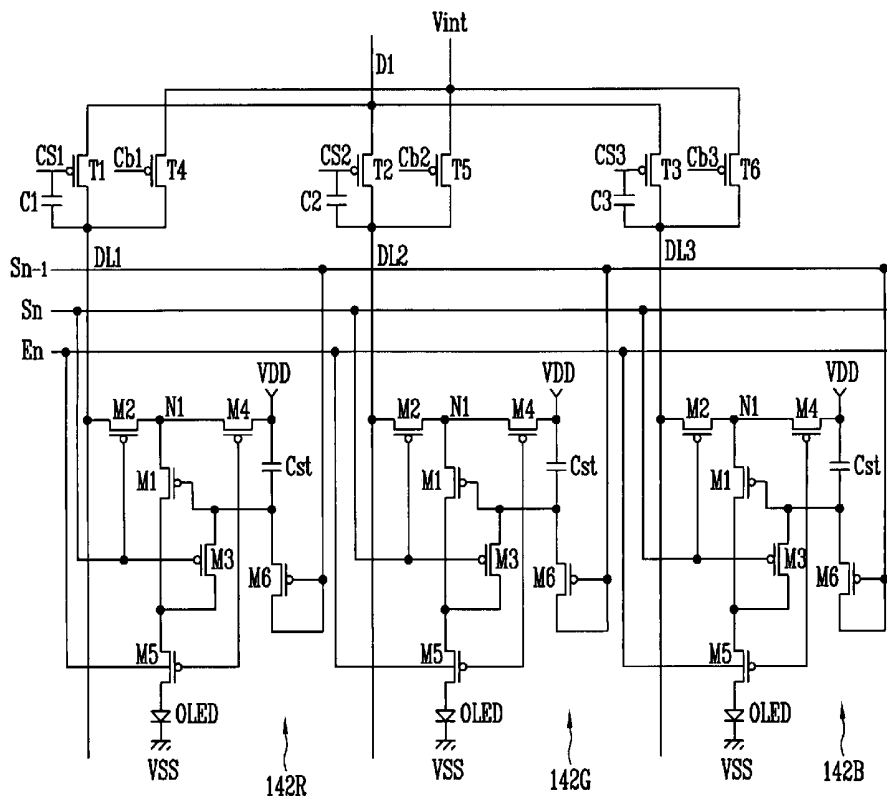 Vint
D1
CS1 T1 Cb1 T4 CS2 T2 Cb2 T5 CS3 T3 Cb3 T6
C1 C2 C3
DL1 DL2 DL3
Sn-1
Sn
En
VDD VDD VDD
M2 N1 M4 M2 N1 M4 M2 N1 M4
Cst Cst Cst
M1 M1 M1
M3 M3 M3
M6 M6 M6
M5 M5 M5
OLED OLED OLED
VSS VSS VSS
142R 142G 142B